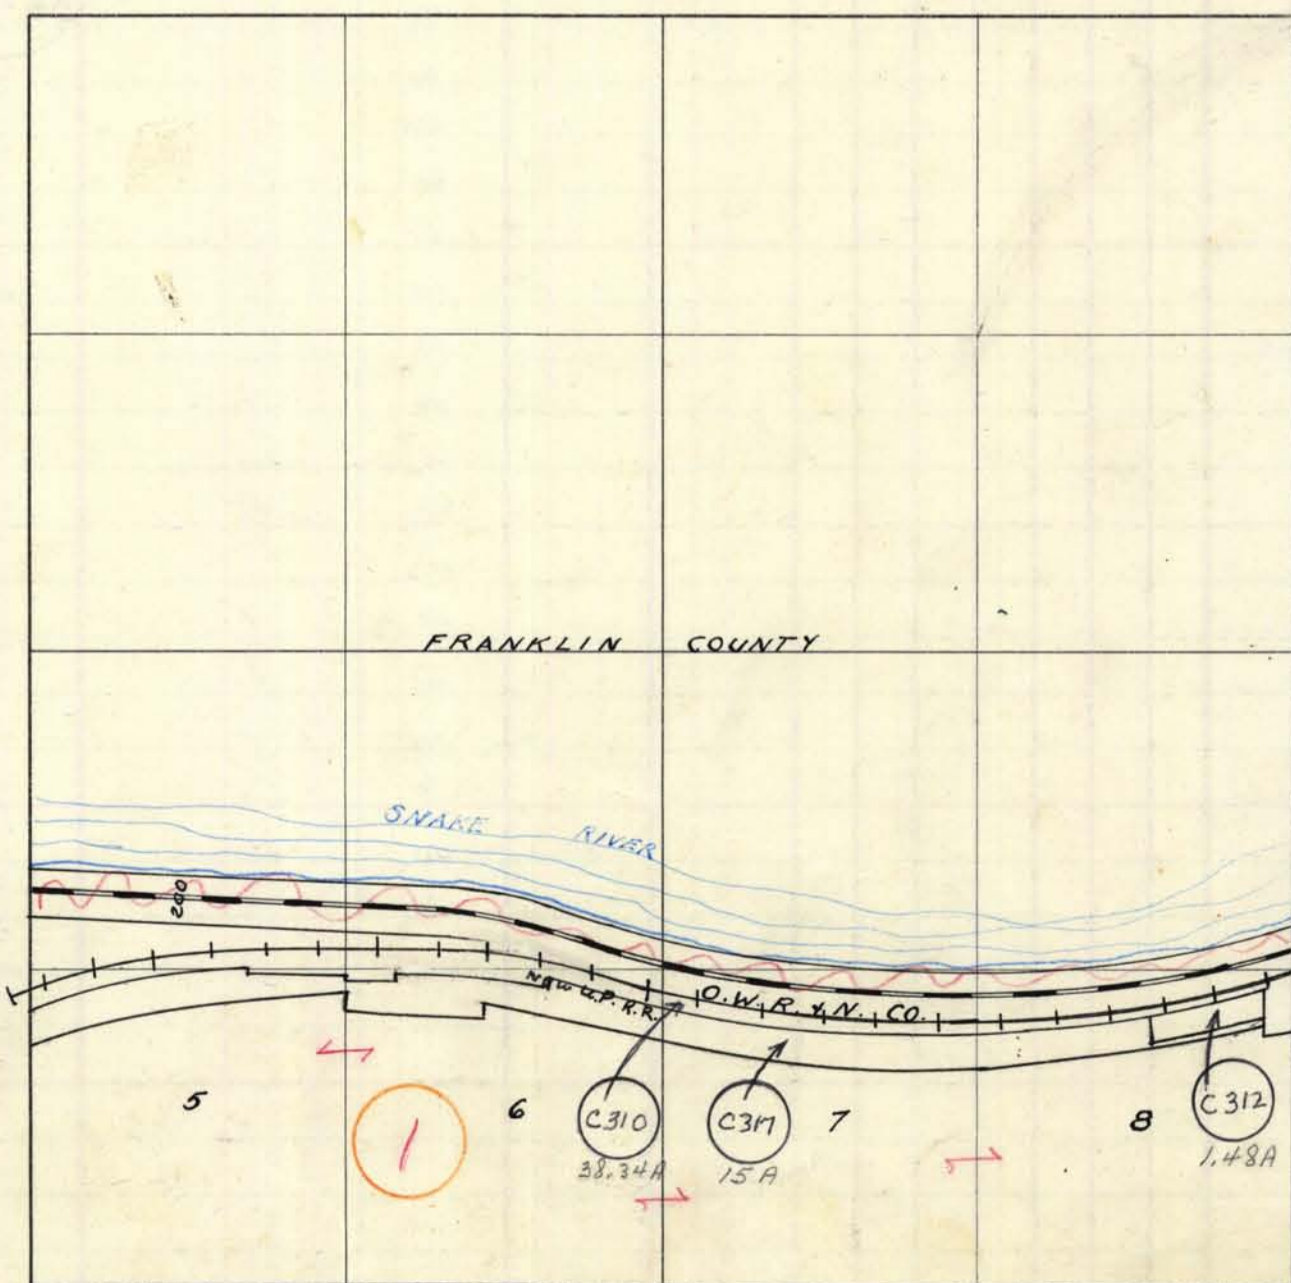 FRANKLIN COUNTY
SNAKE RIVER
200
NEW U.P. R.R.
O.W.R. & N. CO.
5
1
6
C310
38.34A
7
8
C312
1.48A
15A